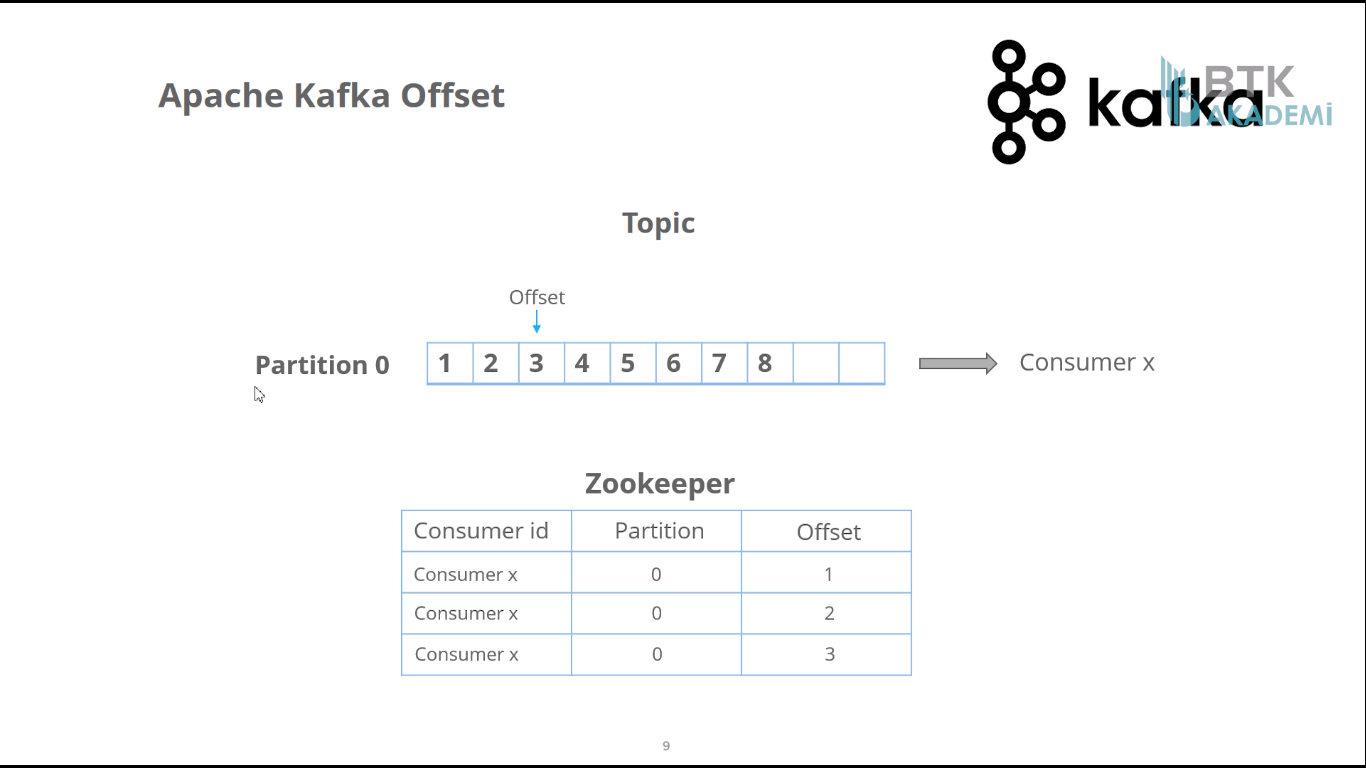 Apache Kafka Offset
kafka
BTK
AKADEMİ
Topic
Offset
Partition 0 1 2 3 4 5 6 7 8 Consumer x
Zookeeper
Consumer id Partition Offset
Consumer x 0 1
Consumer x 0 2
Consumer x 0 3
9